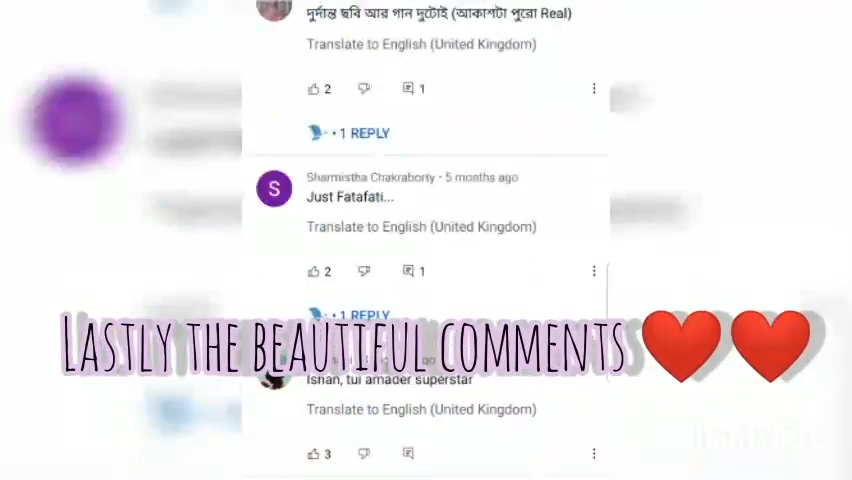 দুর্দান্ত ছবি আর গান দুটোই (আকাশটা পুরো Real)
Translate to English (United Kingdom)
2
1
• 1 REPLY
S
Sharmistha Chakraborty • 5 months ago
Just Fatafati...
Translate to English (United Kingdom)
2
1
• 1 REPLY
LASTLY THE BEAUTIFUL COMMENTS ❤️❤️
Ishan, tui amader superstar
Translate to English (United Kingdom)
3